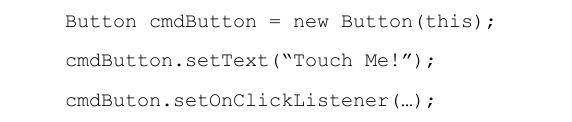 Button cmdButton = new Button(this);
cmdButton.setText(“Touch Me!”);
cmdButon.setOnClickListener(…);